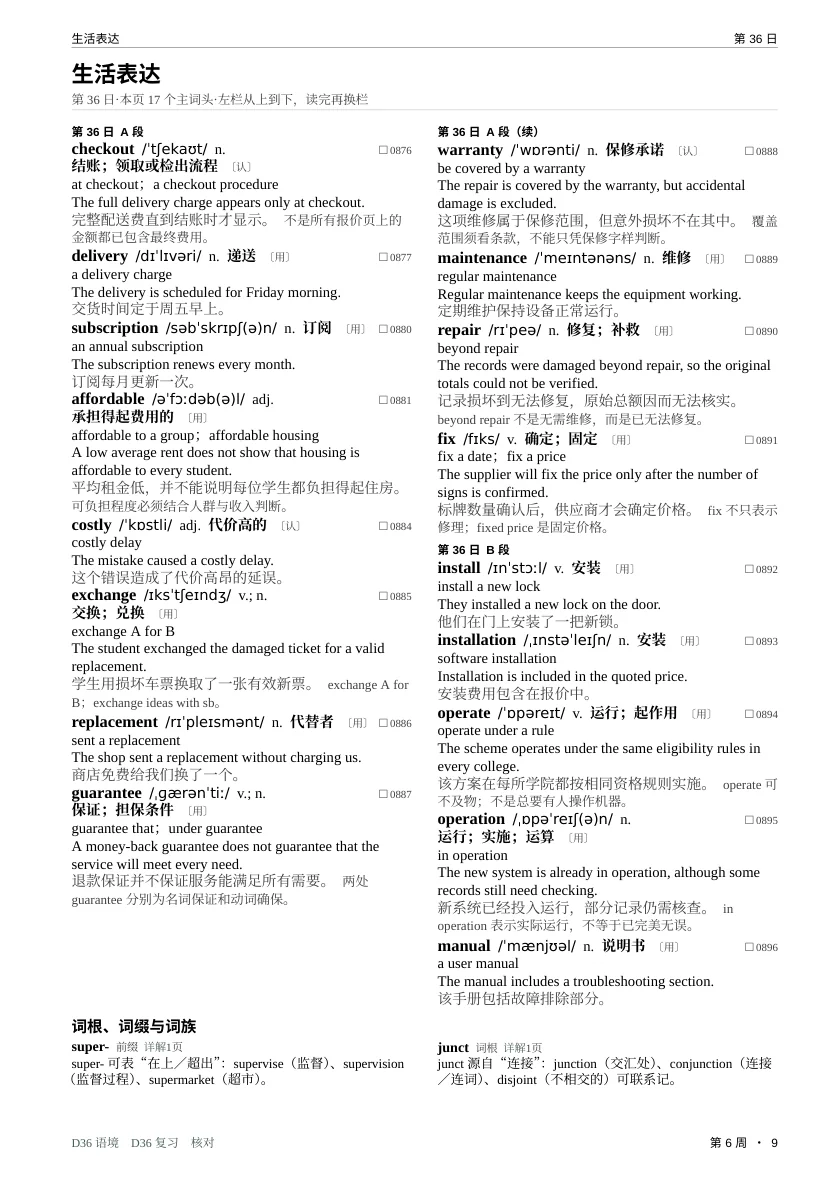 生活表达
第 36 日
生活表达
第 36 日·本页 17 个主词头·左栏从上到下，读完再换栏
第 36 日 A 段
checkout /ˈtʃekaʊt/ n. □0876
结账；领取或检出流程 〔认〕
at checkout；a checkout procedure
The full delivery charge appears only at checkout.
完整配送费直到结账时才显示。 不是所有报价页上的
金额都已包含最终费用。
delivery /dɪˈlɪvəri/ n. 递送 〔用〕 □0877
a delivery charge
The delivery is scheduled for Friday morning.
交货时间定于周五早上。
subscription /səbˈskrɪpʃ(ə)n/ n. 订阅 〔用〕 □0880
an annual subscription
The subscription renews every month.
订阅每月更新一次。
affordable /əˈfɔːdəb(ə)l/ adj. □0881
承担得起费用的 〔用〕
affordable to a group；affordable housing
A low average rent does not show that housing is
affordable to every student.
平均租金低，并不能说明每位学生都负担得起住房。
可负担程度必须结合人群与收入判断。
costly /ˈkɒstli/ adj. 代价高的 〔认〕 □0884
costly delay
The mistake caused a costly delay.
这个错误造成了代价高昂的延误。
exchange /ɪksˈtʃeɪndʒ/ v.; n. □0885
交换；兑换 〔用〕
exchange A for B
The student exchanged the damaged ticket for a valid
replacement.
学生用损坏车票换取了一张有效新票。 exchange A for
B；exchange ideas with sb。
replacement /rɪˈpleɪsmənt/ n. 代替者 〔用〕 □0886
sent a replacement
The shop sent a replacement without charging us.
商店免费给我们换了一个。
guarantee /ˌɡærənˈtiː/ v.; n. □0887
保证；担保条件 〔用〕
guarantee that；under guarantee
A money-back guarantee does not guarantee that the
service will meet every need.
退款保证并不保证服务能满足所有需要。 两处
guarantee 分别为名词保证和动词确保。
第 36 日 A 段（续）
warranty /ˈwɒrənti/ n. 保修承诺 〔认〕 □0888
be covered by a warranty
The repair is covered by the warranty, but accidental
damage is excluded.
这项维修属于保修范围，但意外损坏不在其中。 覆盖
范围须看条款，不能只凭保修字样判断。
maintenance /ˈmeɪntənəns/ n. 维修 〔用〕 □0889
regular maintenance
Regular maintenance keeps the equipment working.
定期维护保持设备正常运行。
repair /rɪˈpeə/ n. 修复；补救 〔用〕 □0890
beyond repair
The records were damaged beyond repair, so the original
totals could not be verified.
记录损坏到无法修复，原始总额因而无法核实。
beyond repair 不是无需维修，而是已无法修复。
fix /fɪks/ v. 确定；固定 〔用〕 □0891
fix a date；fix a price
The supplier will fix the price only after the number of
signs is confirmed.
标牌数量确认后，供应商才会确定价格。 fix 不只表示
修理；fixed price 是固定价格。
第 36 日 B 段
install /ɪnˈstɔːl/ v. 安装 〔用〕 □0892
install a new lock
They installed a new lock on the door.
他们在门上安装了一把新锁。
installation /ˌɪnstəˈleɪʃn/ n. 安装 〔用〕 □0893
software installation
Installation is included in the quoted price.
安装费用包含在报价中。
operate /ˈɒpəreɪt/ v. 运行；起作用 〔用〕 □0894
operate under a rule
The scheme operates under the same eligibility rules in
every college.
该方案在每所学院都按相同资格规则实施。 operate 可
不及物；不是总要有人操作机器。
operation /ˌɒpəˈreɪʃ(ə)n/ n. □0895
运行；实施；运算 〔用〕
in operation
The new system is already in operation, although some
records still need checking.
新系统已经投入运行，部分记录仍需核查。 in
operation 表示实际运行，不等于已完美无误。
manual /ˈmænjʊəl/ n. 说明书 〔用〕 □0896
a user manual
The manual includes a troubleshooting section.
该手册包括故障排除部分。
词根、词缀与词族
super- 前缀 详解1页
super- 可表“在上／超出”：supervise（监督）、supervision
（监督过程）、supermarket（超市）。
junct 词根 详解1页
junct 源自“连接”：junction（交汇处）、conjunction（连接
／连词）、disjoint（不相交的）可联系记。
D36 语境 D36 复习 核对
第 6 周 · 9